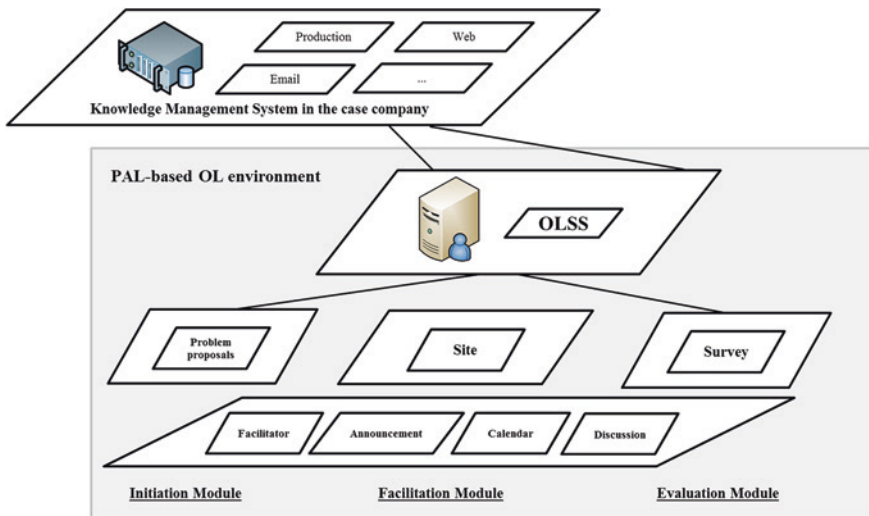 Production
Web
Email
...
Knowledge Management System in the case company
PAL-based OL environment
OLSS
Problem
proposals
Site
Survey
Facilitator
Announcement
Calendar
Discussion
Initiation Module
Facilitation Module
Evaluation Module